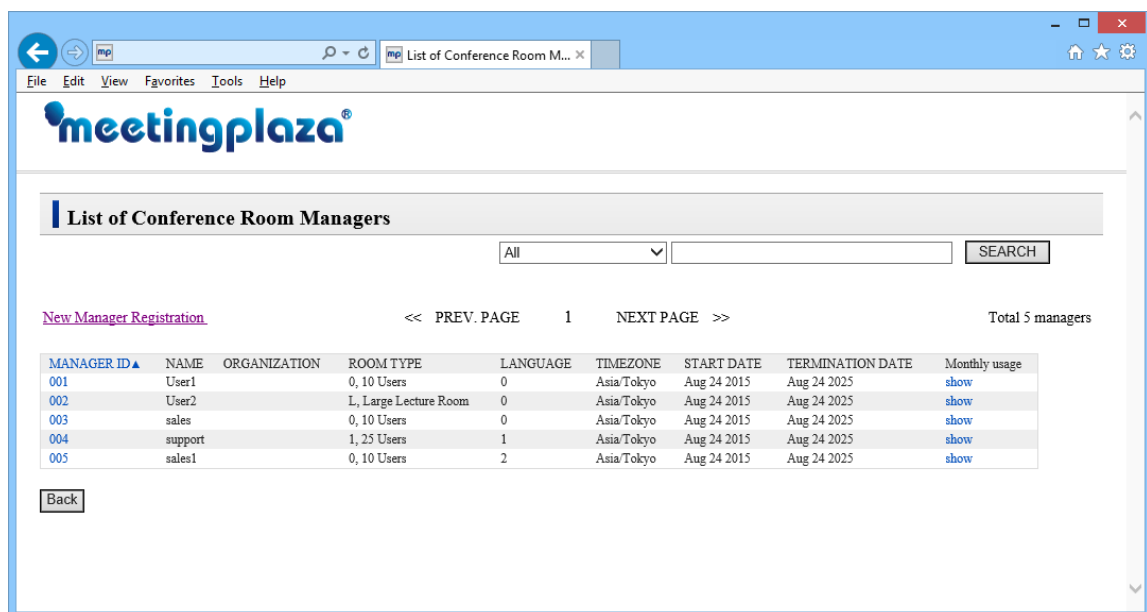 mp
mp List of Conference Room M... ×
File Edit View Favorites Tools Help
meetingplaza®
List of Conference Room Managers
All SEARCH
New Manager Registration << PREV. PAGE 1 NEXT PAGE >> Total 5 managers
MANAGER ID▲ NAME ORGANIZATION ROOM TYPE LANGUAGE TIMEZONE START DATE TERMINATION DATE Monthly usage
001 User1 0, 10 Users 0 Asia/Tokyo Aug 24 2015 Aug 24 2025 show
002 User2 L, Large Lecture Room 0 Asia/Tokyo Aug 24 2015 Aug 24 2025 show
003 sales 0, 10 Users 0 Asia/Tokyo Aug 24 2015 Aug 24 2025 show
004 support 1, 25 Users 1 Asia/Tokyo Aug 24 2015 Aug 24 2025 show
005 sales1 0, 10 Users 2 Asia/Tokyo Aug 24 2015 Aug 24 2025 show
Back